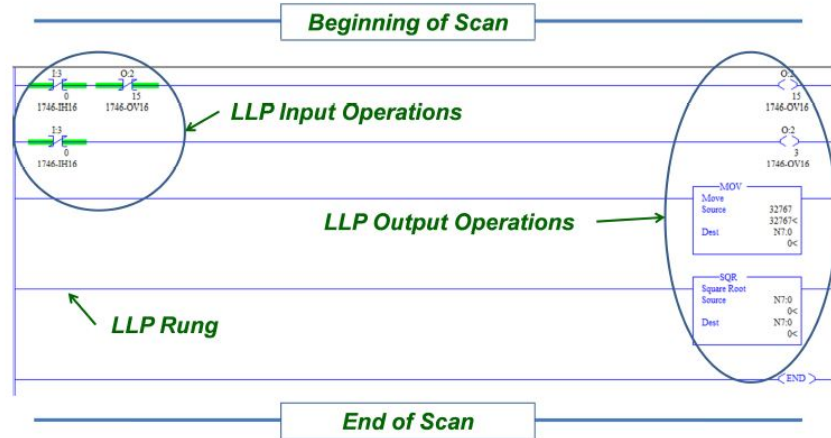 Beginning of Scan
I:3 O:2 O:2
0 15 15
1746-IH16 1746-OV16 1746-OV16
LLP Input Operations
I:3 O:2
0 3
1746-IH16 1746-OV16
MOV
Move
Source 32767
32767<
Dest N7:0
0<
LLP Output Operations
SQR
Square Root
Source N7:0
0<
Dest N7:0
0<
LLP Rung
END
End of Scan